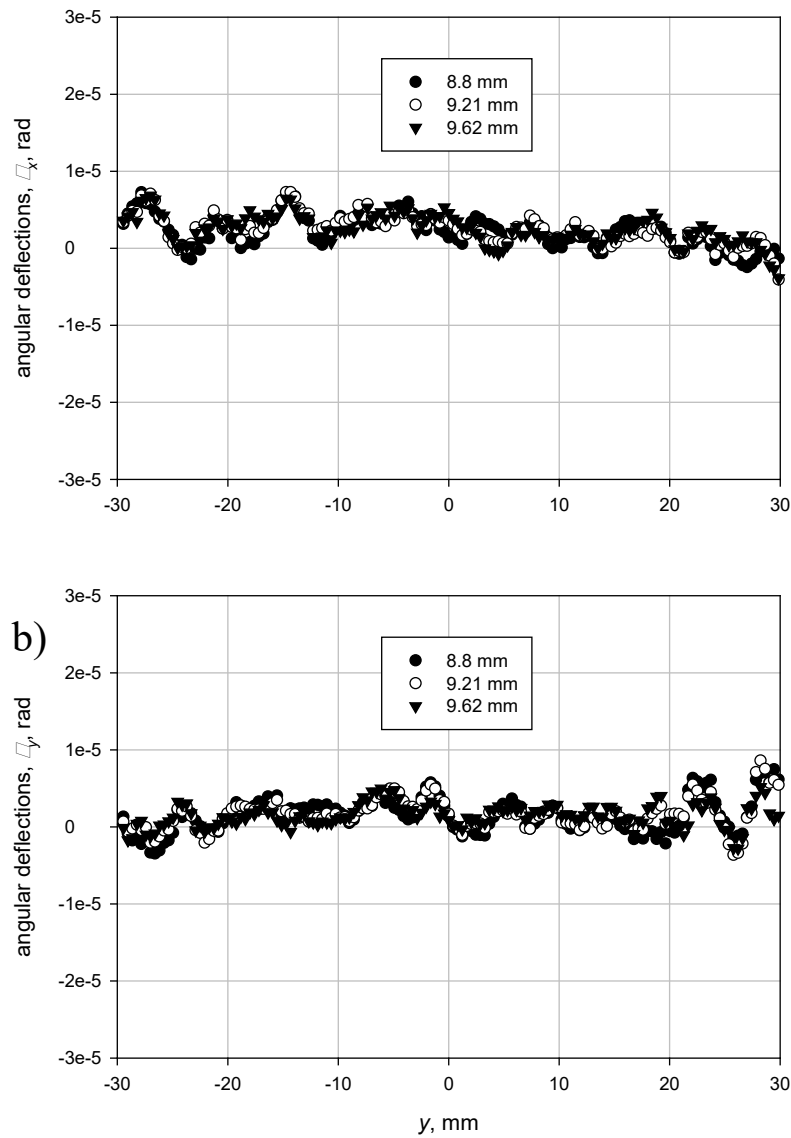 3e-5
2e-5
1e-5
0
-1e-5
-2e-5
-3e-5
angular deflections, □x, rad
8.8 mm
9.21 mm
9.62 mm
-30 -20 -10 0 10 20 30
b)
3e-5
2e-5
1e-5
0
-1e-5
-2e-5
-3e-5
angular deflections, □y, rad
8.8 mm
9.21 mm
9.62 mm
-30 -20 -10 0 10 20 30
y, mm